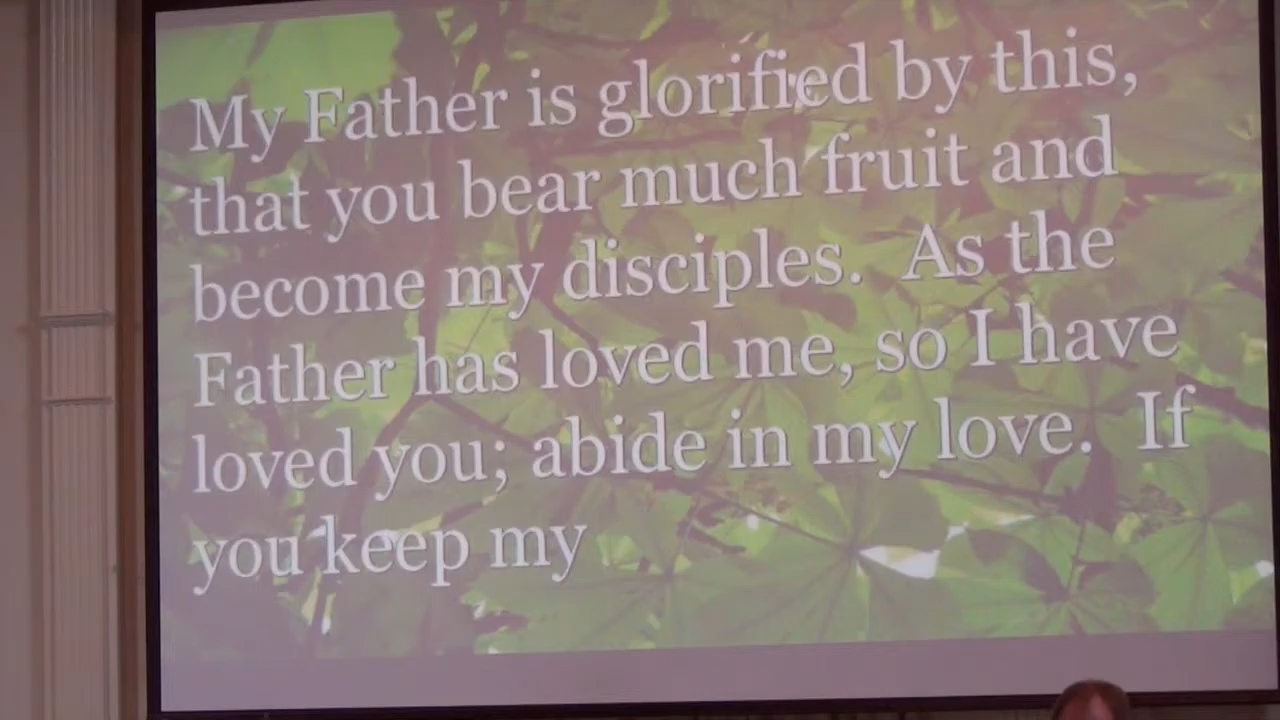 My Father is glorified by this,
that you bear much fruit and
become my disciples.  As the
Father has loved me, so I have
loved you; abide in my love.  If
you keep my